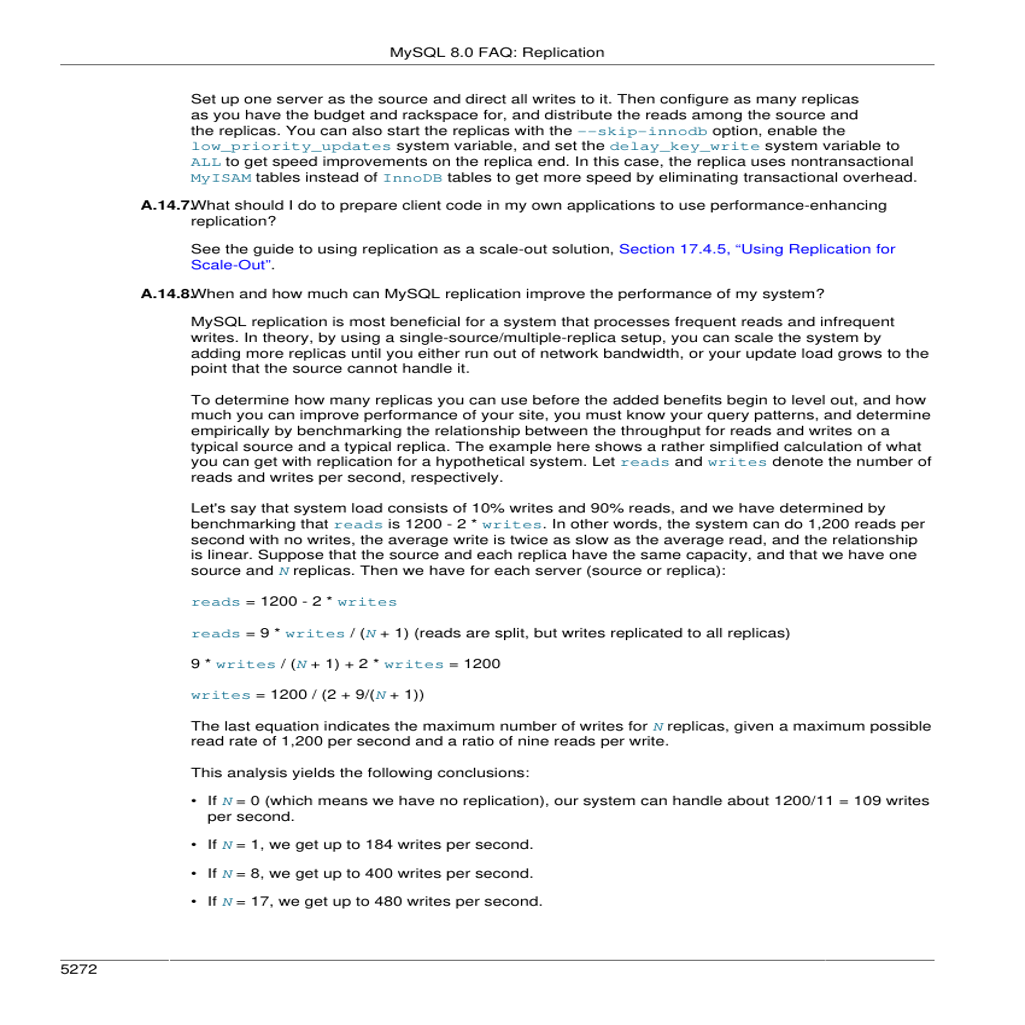 MySQL 8.0 FAQ: Replication
Set up one server as the source and direct all writes to it. Then configure as many replicas
as you have the budget and rackspace for, and distribute the reads among the source and
the replicas. You can also start the replicas with the --skip-innodb option, enable the
low_priority_updates system variable, and set the delay_key_write system variable to
ALL to get speed improvements on the replica end. In this case, the replica uses nontransactional
MyISAM tables instead of InnoDB tables to get more speed by eliminating transactional overhead.
A.14.7.What should I do to prepare client code in my own applications to use performance-enhancing
replication?
See the guide to using replication as a scale-out solution, Section 17.4.5, “Using Replication for
Scale-Out”.
A.14.8.When and how much can MySQL replication improve the performance of my system?
MySQL replication is most beneficial for a system that processes frequent reads and infrequent
writes. In theory, by using a single-source/multiple-replica setup, you can scale the system by
adding more replicas until you either run out of network bandwidth, or your update load grows to the
point that the source cannot handle it.
To determine how many replicas you can use before the added benefits begin to level out, and how
much you can improve performance of your site, you must know your query patterns, and determine
empirically by benchmarking the relationship between the throughput for reads and writes on a
typical source and a typical replica. The example here shows a rather simplified calculation of what
you can get with replication for a hypothetical system. Let reads and writes denote the number of
reads and writes per second, respectively.
Let's say that system load consists of 10% writes and 90% reads, and we have determined by
benchmarking that reads is 1200 - 2 * writes. In other words, the system can do 1,200 reads per
second with no writes, the average write is twice as slow as the average read, and the relationship
is linear. Suppose that the source and each replica have the same capacity, and that we have one
source and N replicas. Then we have for each server (source or replica):
reads = 1200 - 2 * writes
reads = 9 * writes / (N + 1) (reads are split, but writes replicated to all replicas)
9 * writes / (N + 1) + 2 * writes = 1200
writes = 1200 / (2 + 9/(N + 1))
The last equation indicates the maximum number of writes for N replicas, given a maximum possible
read rate of 1,200 per second and a ratio of nine reads per write.
This analysis yields the following conclusions:
• If N = 0 (which means we have no replication), our system can handle about 1200/11 = 109 writes
per second.
• If N = 1, we get up to 184 writes per second.
• If N = 8, we get up to 400 writes per second.
• If N = 17, we get up to 480 writes per second.
5272